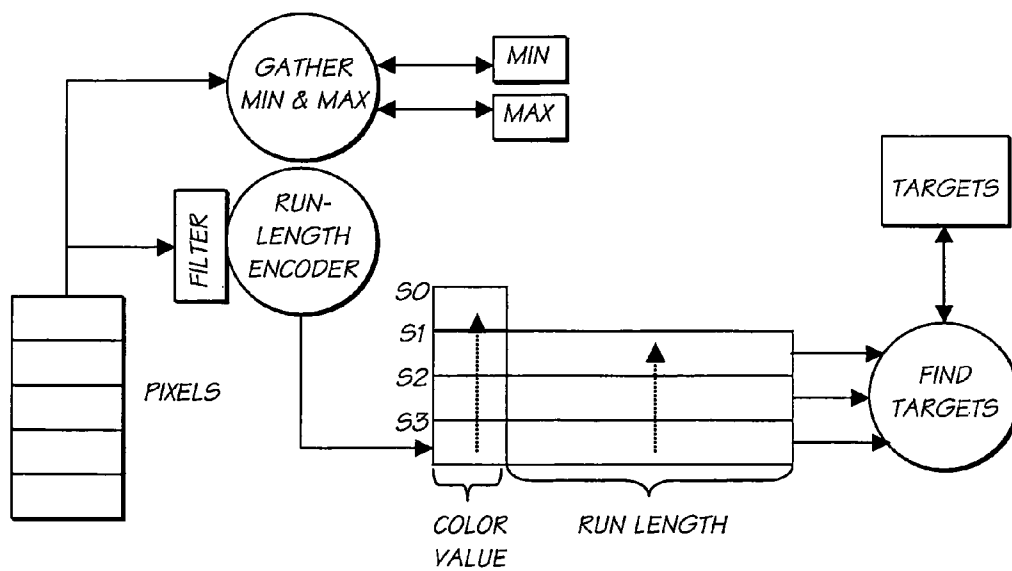 GATHER
MIN & MAX
MIN
MAX
FILTER
RUN-
LENGTH
ENCODER
TARGETS
S0
S1
S2
S3
PIXELS
FIND
TARGETS
COLOR
VALUE
RUN LENGTH